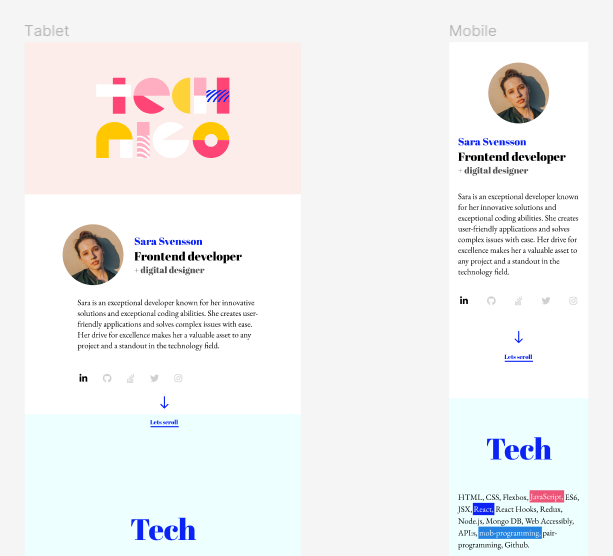 Tablet
TECH
NICO
Sara Svensson
Frontend developer
+ digital designer
Sara is an exceptional developer known for her innovative
solutions and exceptional coding abilities. She creates user-
friendly applications and solves complex issues with ease.
Her drive for excellence makes her a valuable asset to any
project and a standout in the technology field.
in
Lets scroll
Tech
Mobile
Sara Svensson
Frontend developer
+ digital designer
Sara is an exceptional developer known
for her innovative solutions and
exceptional coding abilities. She creates
user-friendly applications and solves
complex issues with ease. Her drive for
excellence makes her a valuable asset to
any project and a standout in the
technology field.
in
Lets scroll
Tech
HTML, CSS, Flexbos, JavaScript, ES6,
JSX, React, React Hooks, Redux,
Node.js, Mongo DB, Web Accessibly,
API:s, mob-programming, pair-
programming, Github.